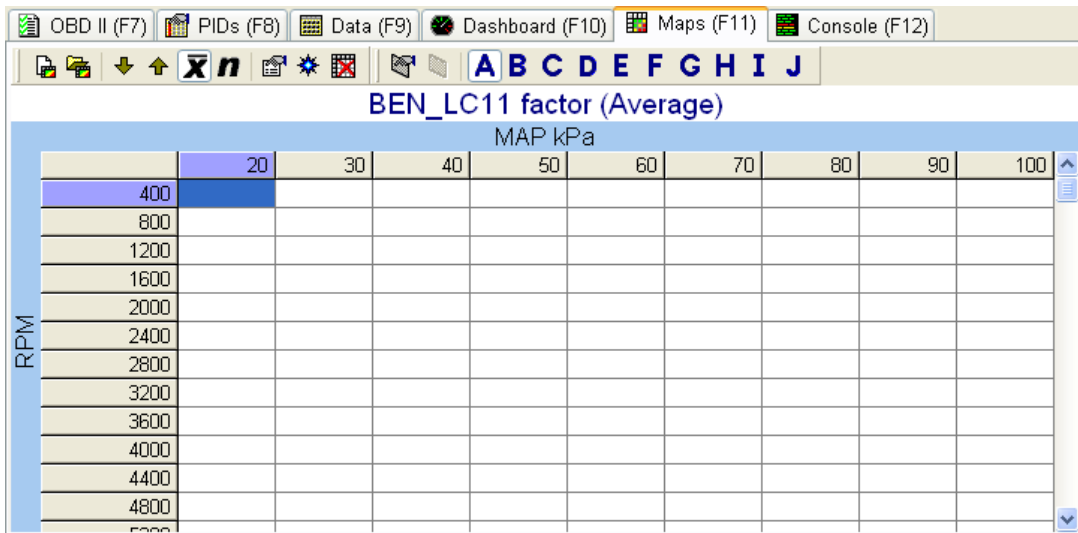 OBD II (F7) PIDs (F8) Data (F9) Dashboard (F10) Maps (F11) Console (F12)
x n A B C D E F G H I J
BEN_LC11 factor (Average)
MAP kPa
20 30 40 50 60 70 80 90 100
RPM
400
800
1200
1600
2000
2400
2800
3200
3600
4000
4400
4800